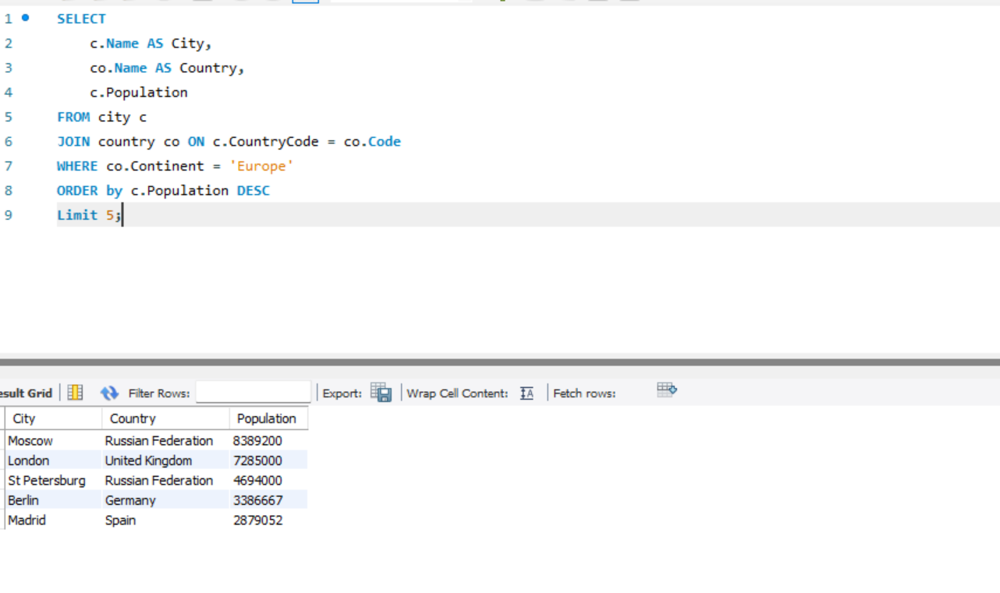 1 SELECT
2 c.Name AS City,
3 co.Name AS Country,
4 c.Population
5 FROM city c
6 JOIN country co ON c.CountryCode = co.Code
7 WHERE co.Continent = 'Europe'
8 ORDER by c.Population DESC
9 Limit 5;
esult Grid Filter Rows: Export: Wrap Cell Content: Fetch rows:
City Country Population
Moscow Russian Federation 8389200
London United Kingdom 7285000
St Petersburg Russian Federation 4694000
Berlin Germany 3386667
Madrid Spain 2879052